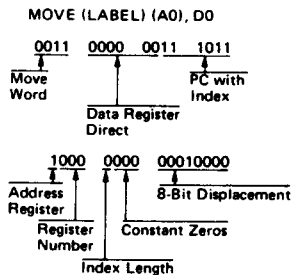 MOVE (LABEL) (A0), D0
0011 0000 0011 1011
Move Word
PC with Index
Data Register Direct
1000 0000 00010000
Address Register
8-Bit Displacement
Register Number
Constant Zeros
Index Length